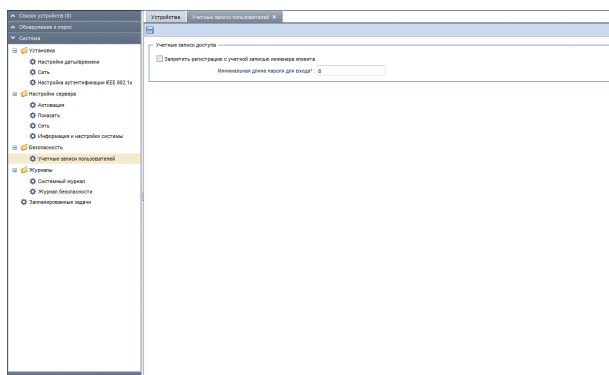 Список устройств (0)
Обнаружение и опрос
Система
Установка
Настройки даты/времени
Сеть
Настройка аутентификации IEEE 802.1x
Настройки сервера
Активация
Показать
Сеть
Информация и настройки системы
Безопасность
Учетные записи пользователей
Журналы
Системный журнал
Журнал безопасности
Запланированные задачи
Устройства
Учетные записи пользователей
Учетные записи доступа
Запретить регистрацию с учетной записью инженера клиента
Минимальная длина пароля для входа* : 8